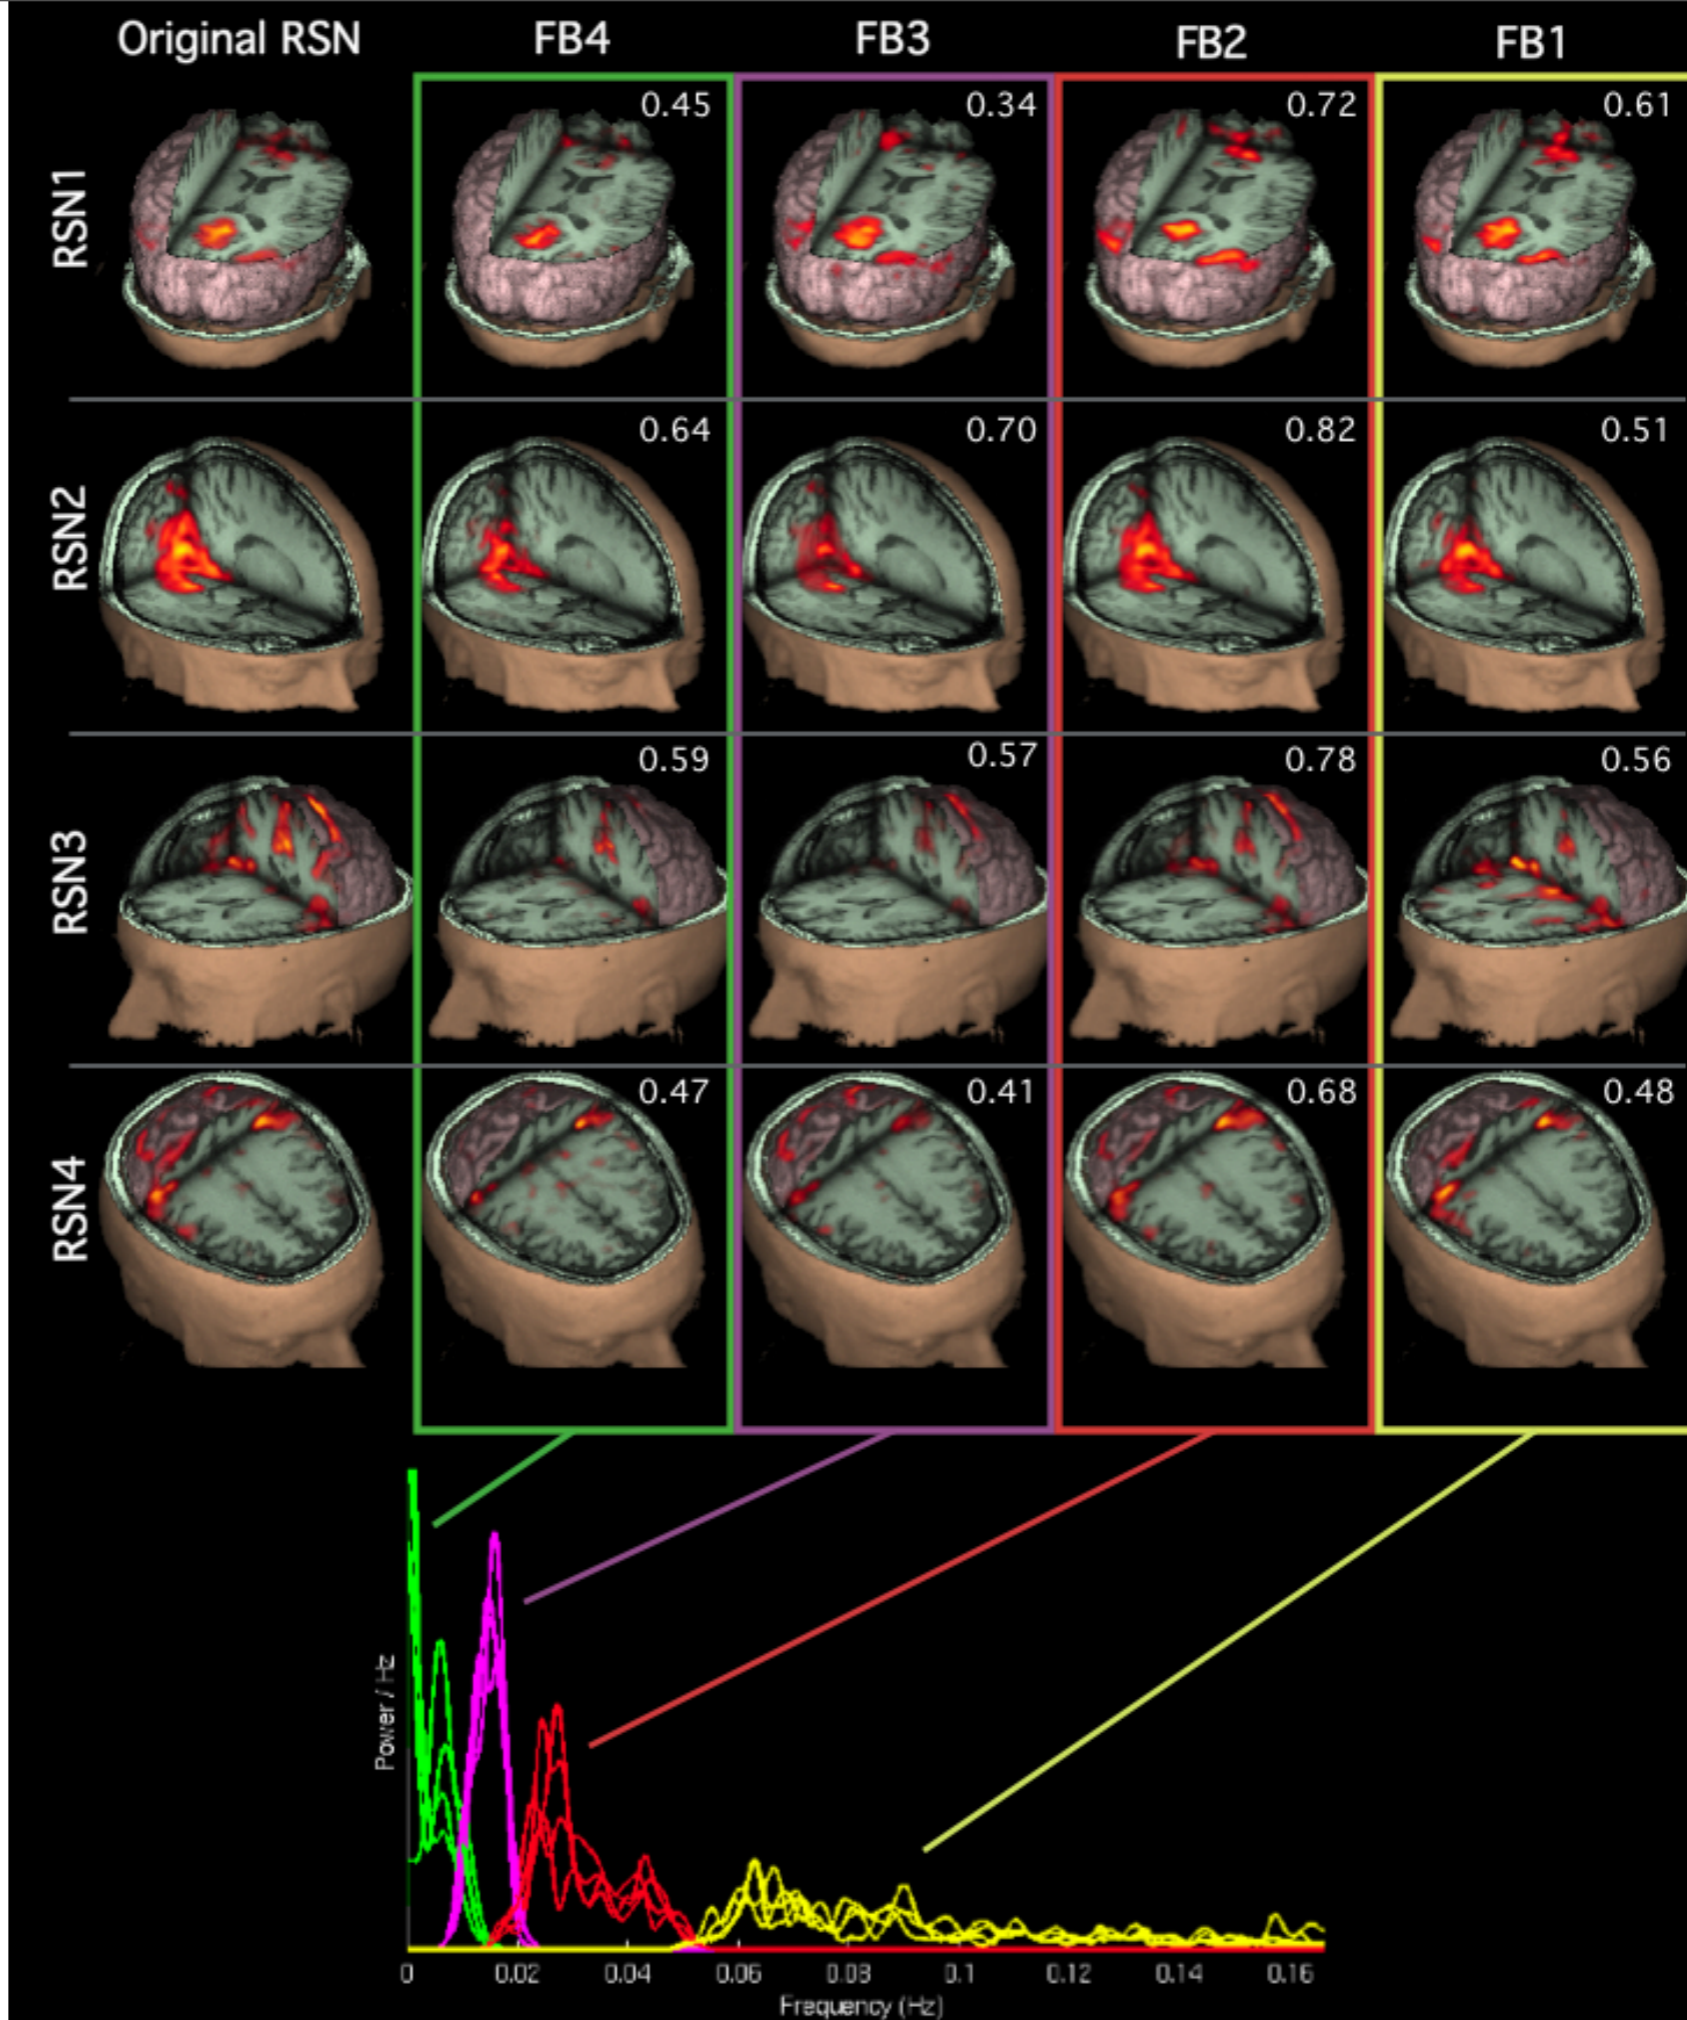 Original RSN FB4 FB3 FB2 FB1
RSN1 0.45 0.34 0.72 0.61
RSN2 0.64 0.70 0.82 0.51
RSN3 0.59 0.57 0.78 0.56
RSN4 0.47 0.41 0.68 0.48
Power / Hz
0 0.02 0.04 0.06 0.08 0.1 0.12 0.14 0.16
Frequency (Hz)